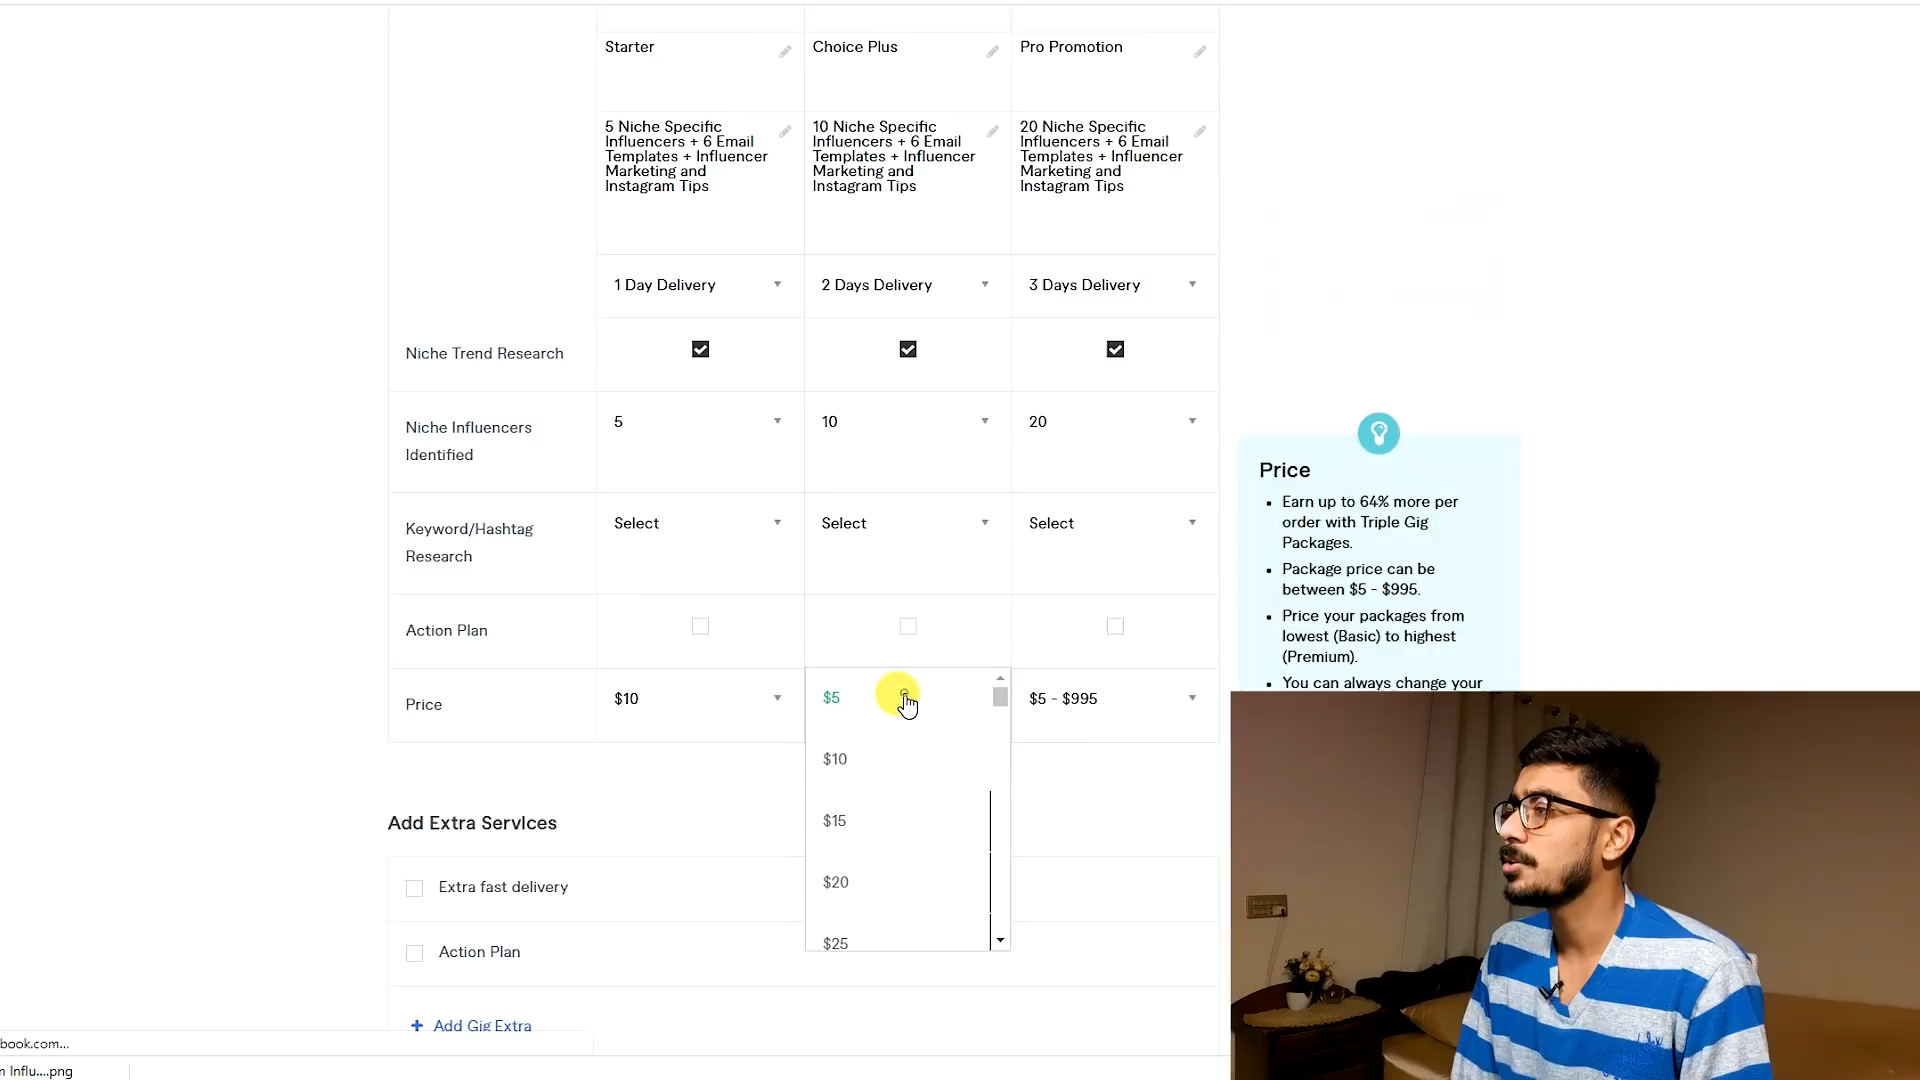 Starter
Choice Plus
Pro Promotion
5 Niche Specific
Influencers + 6 Email
Templates + Influencer
Marketing and
Instagram Tips
10 Niche Specific
Influencers + 6 Email
Templates + Influencer
Marketing and
Instagram Tips
20 Niche Specific
Influencers + 6 Email
Templates + Influencer
Marketing and
Instagram Tips
1 Day Delivery
2 Days Delivery
3 Days Delivery
Niche Trend Research
Niche Influencers
Identified
5
10
20
Keyword/Hashtag
Research
Select
Select
Select
Action Plan
Price
$10
$5
$10
$15
$20
$25
$5 - $995
Add Extra Services
Extra fast delivery
Action Plan
+ Add Gig Extra
Price
• Earn up to 64% more per
order with Triple Gig
Packages.
• Package price can be
between $5 - $995.
• Price your packages from
lowest (Basic) to highest
(Premium).
• You can always change your
book.com...
n Influ....png